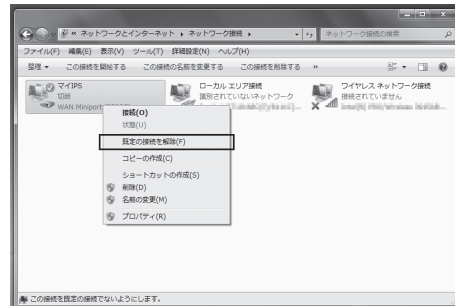 « ネットワークとインターネット ▸ ネットワーク接続 ▸
ネットワーク接続の検索
ファイル(F) 編集(E) 表示(V) ツール(T) 詳細設定(N) ヘルプ(H)
整理 ▾ この接続を開始する この接続の名前を変更する この接続を削除する »
マイIPS
切断
WAN Miniport
ローカル エリア接続
識別されていないネットワーク
ワイヤレス ネットワーク接続
接続されていません
接続(O)
状態(U)
既定の接続を解除(F)
コピーの作成(C)
ショートカットの作成(S)
削除(D)
名前の変更(M)
プロパティ(R)
この接続を既定の接続でないようにします。